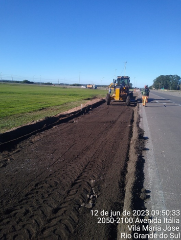 12 de jun de 2023 09:50:33
2050-2100 Avenida Itália
Vila Maria José
Rio Grande do Sul